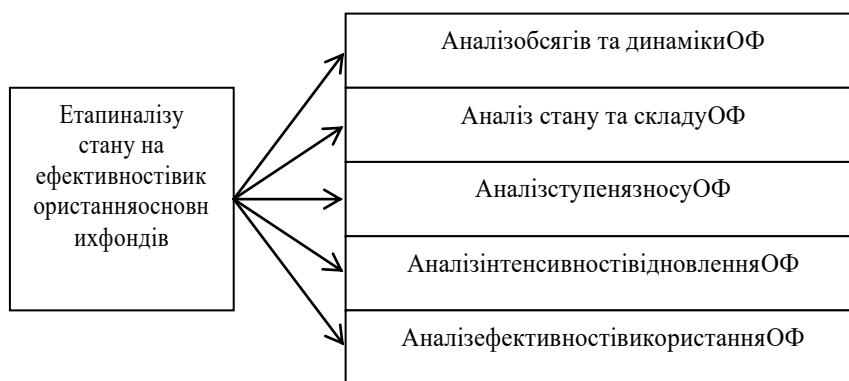 Етапиналізу
стану на
ефективностівик
ористанняосновн
ихфондів
Аналізобсягів та динамікиОФ
Аналіз стану та складуОФ
АналізступенязносуОФ
АналізінтенсивностівідновленняОФ
АналізефективностівикористанняОФ